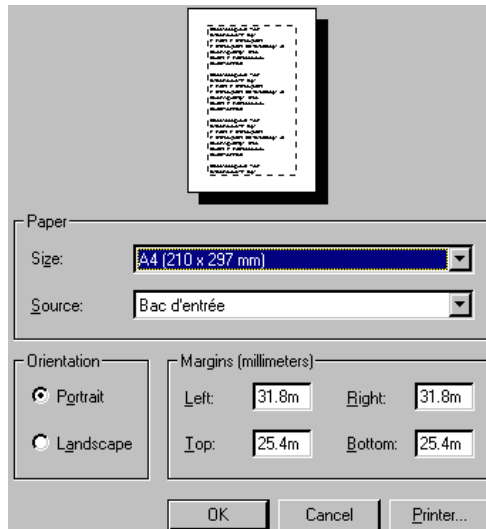 Paper
Size: A4 (210 x 297 mm)
Source: Bac d'entrée
Orientation
Portrait
Landscape
Margins (millimeters)
Left: 31.8m Right: 31.8m
Top: 25.4m Bottom: 25.4m
OK Cancel Printer...